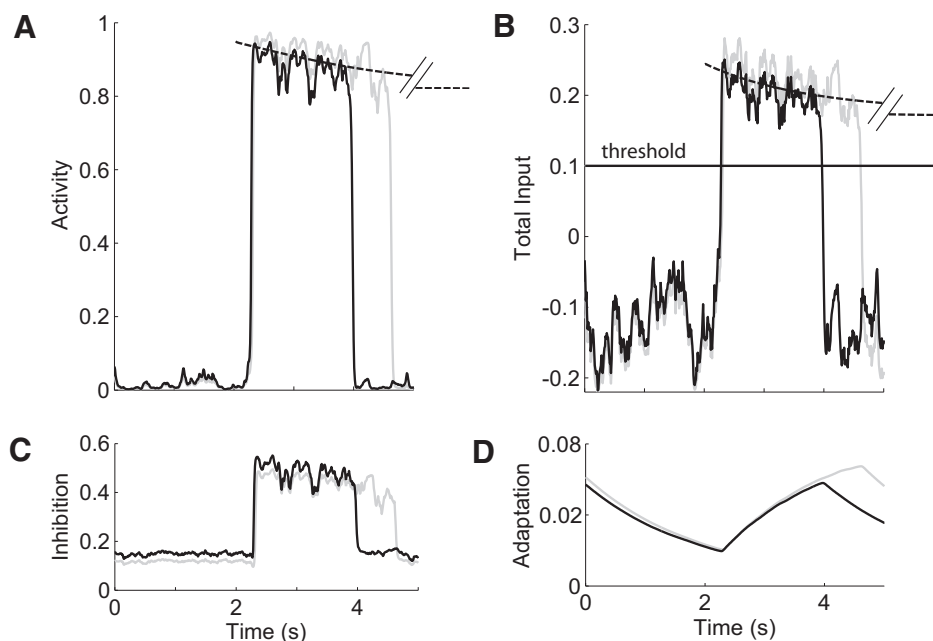 A
B
1
0.8
0.6
0.4
0.2
0
Activity
0.3
0.2
0.1
0
-0.1
-0.2
Total Input
threshold
C
D
0.6
0.4
0.2
0
Inhibition
0 2 4
Time (s)
0.08
0.02
0
Adaptation
0 2 4
Time (s)